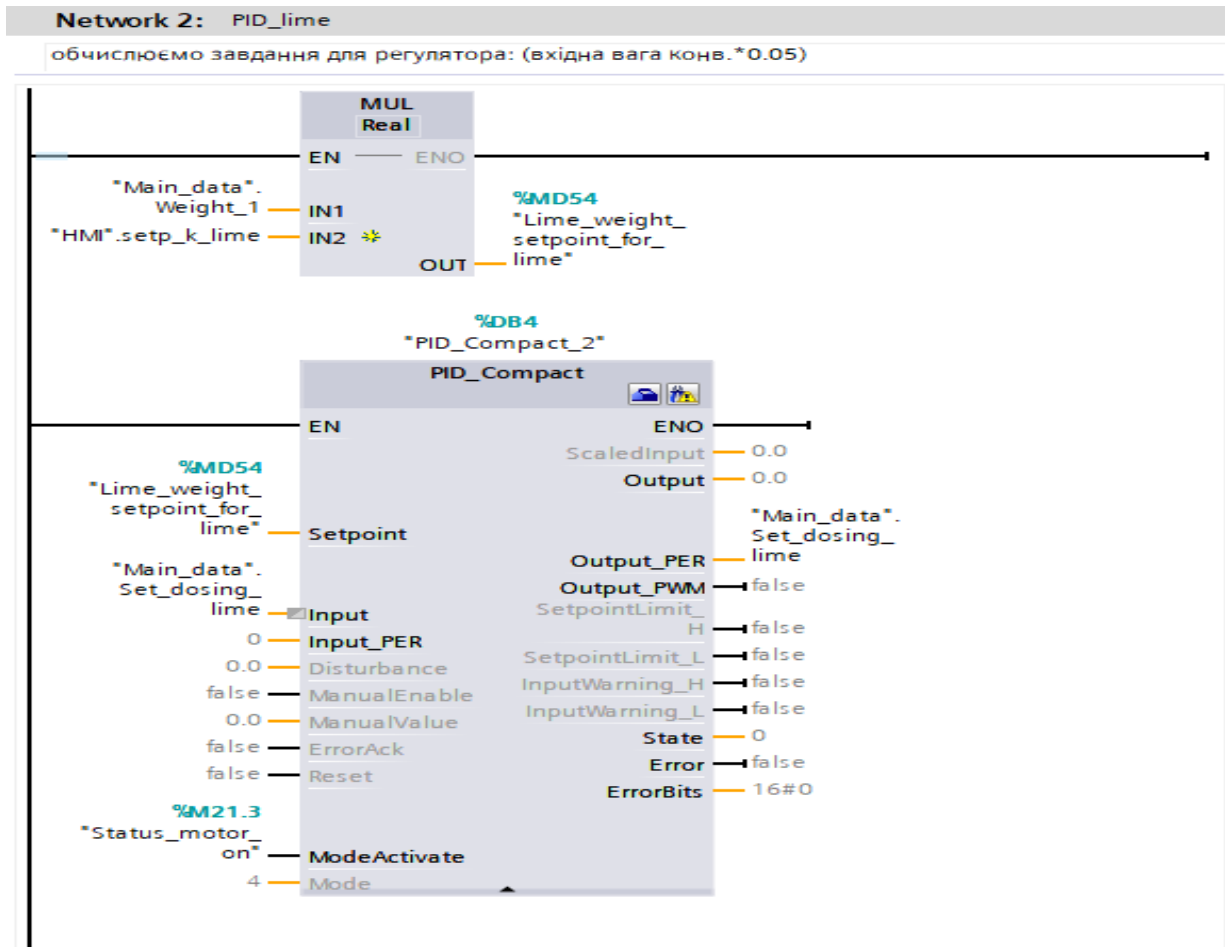 Network 2: PID_lime
обчислюємо завдання для регулятора: (вхідна вага конв.*0.05)
MUL
Real
EN
ENO
"Main_data".
Weight_1
IN1
"HMI".setp_k_lime
IN2
OUT
%MD54
"Lime_weight_
setpoint_for_
lime"
%DB4
"PID_Compact_2"
PID_Compact
EN
ENO
ScaledInput
0.0
Output
0.0
%MD54
"Lime_weight_
setpoint_for_
lime"
Setpoint
"Main_data".
Set_dosing_
lime
Output_PER
"Main_data".
Set_dosing_
lime
Input
Output_PWM
false
SetpointLimit_
H
false
0
Input_PER
SetpointLimit_L
false
0.0
Disturbance
InputWarning_H
false
false
ManualEnable
InputWarning_L
false
0.0
ManualValue
State
0
false
ErrorAck
Error
false
false
Reset
ErrorBits
16#0
%M21.3
"Status_motor_
on"
ModeActivate
4
Mode